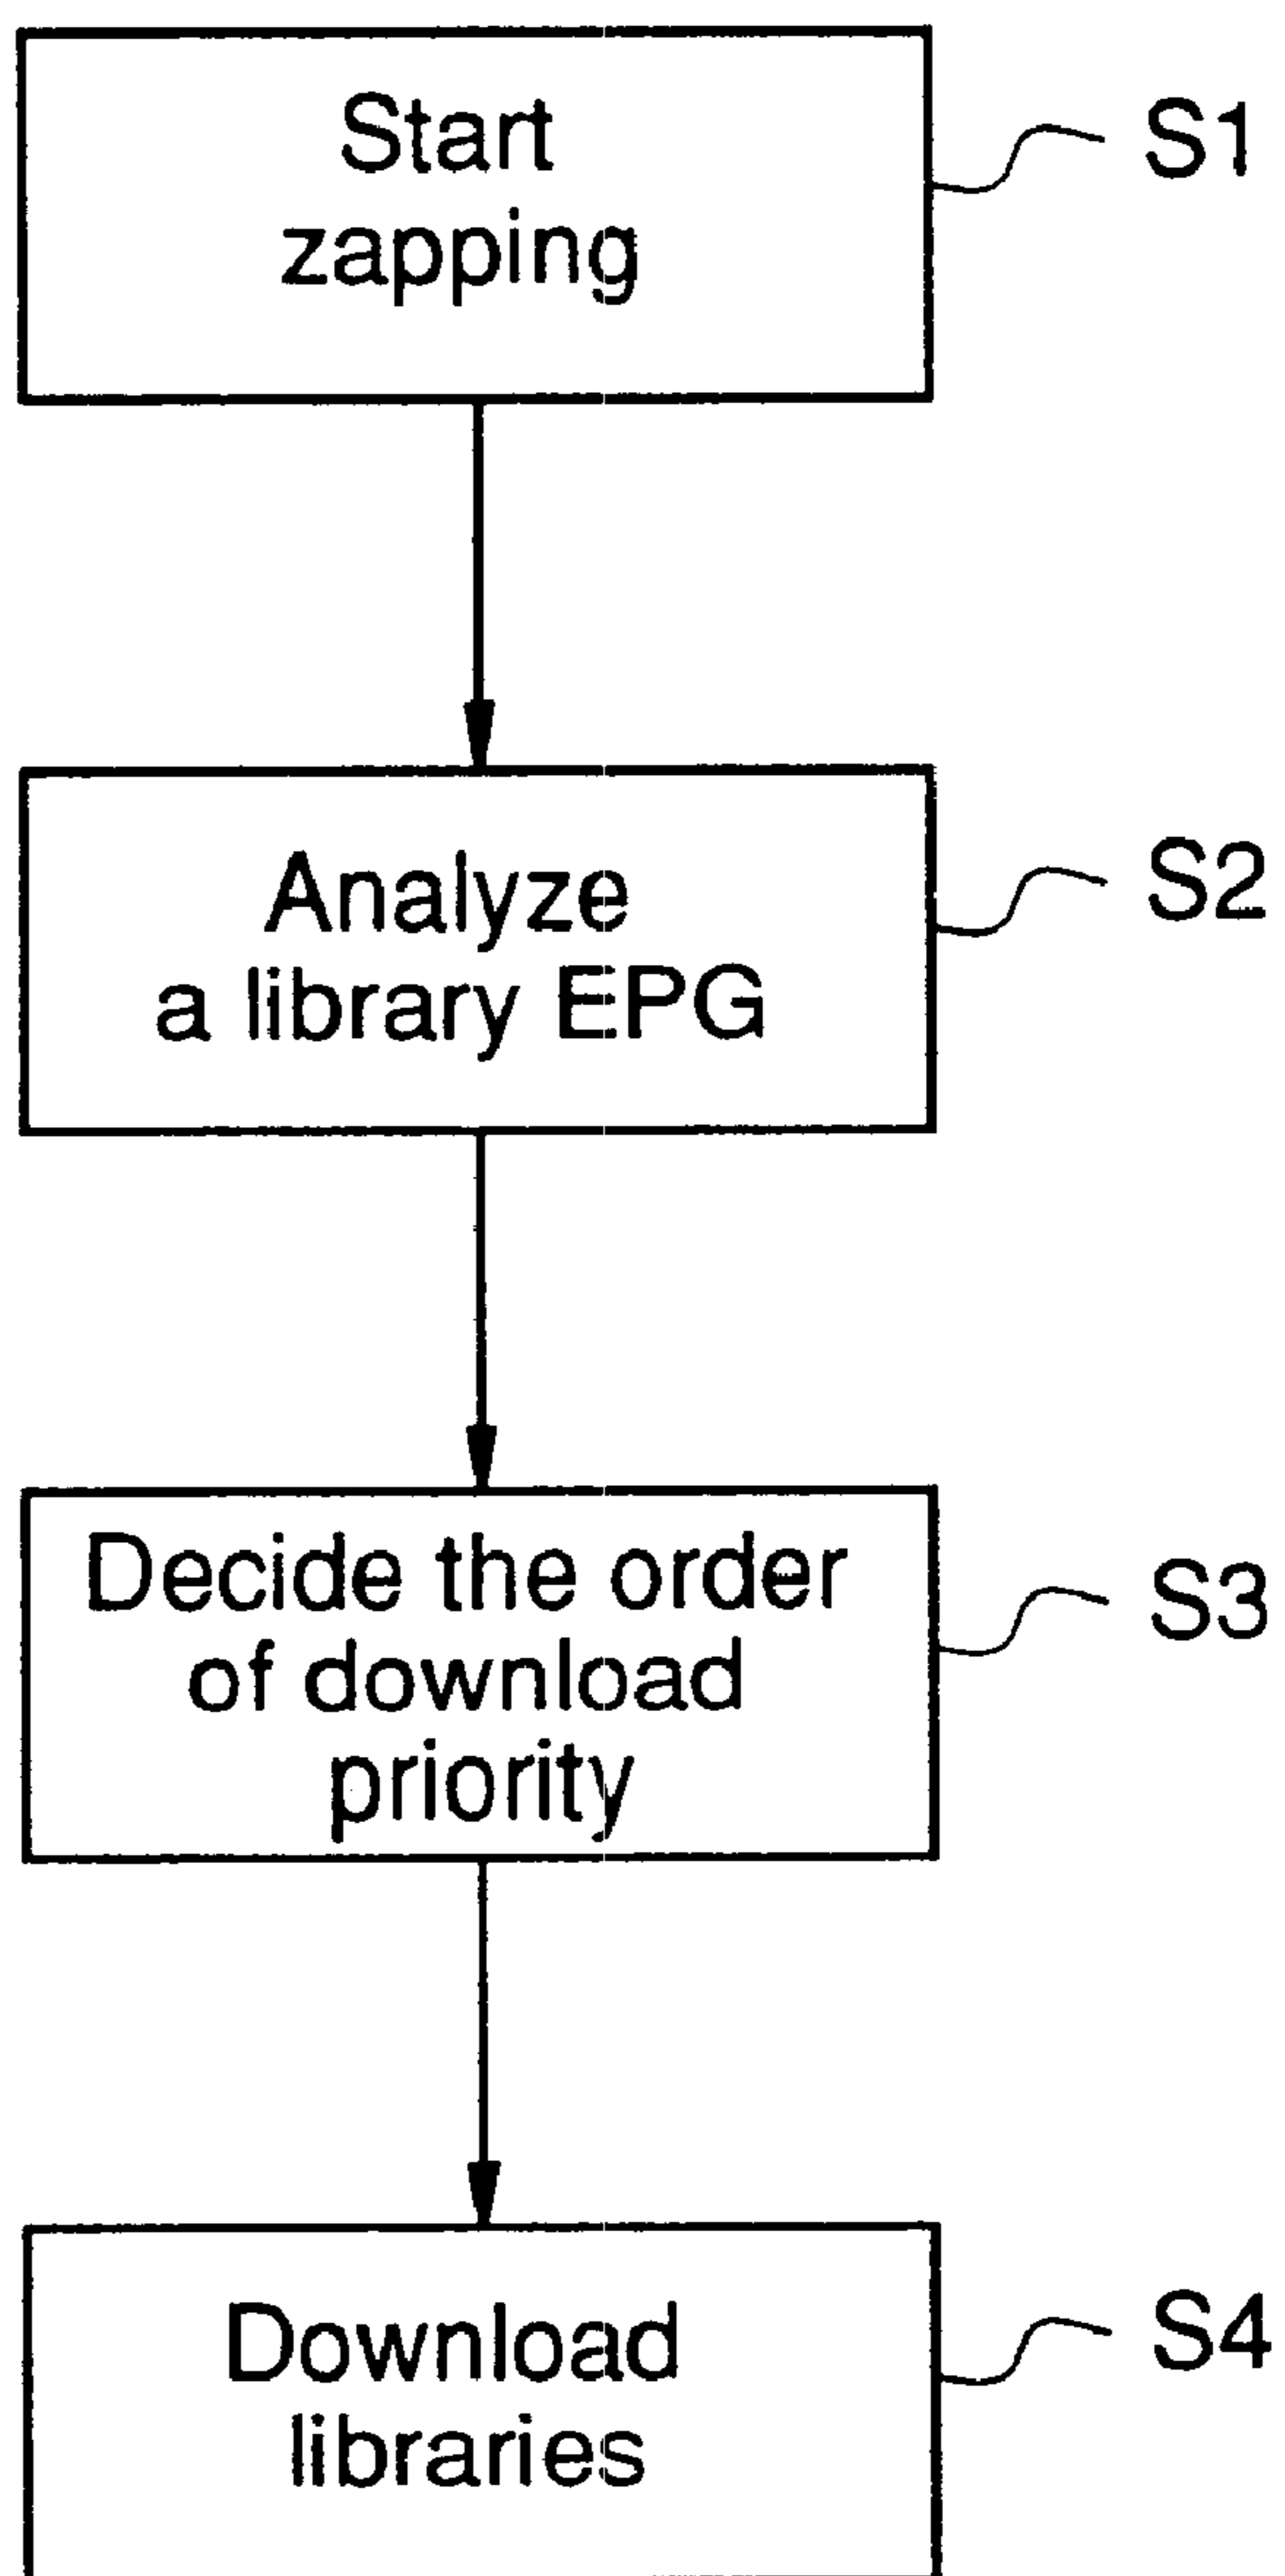 Start
zapping
S1
Analyze
a library EPG
S2
Decide the order
of download
priority
S3
Download
libraries
S4